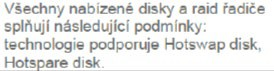 Všechny nabízené disky a raid řadiče
splňují následující podmínky:
technologie podporuje Hotswap disk,
Hotspare disk.